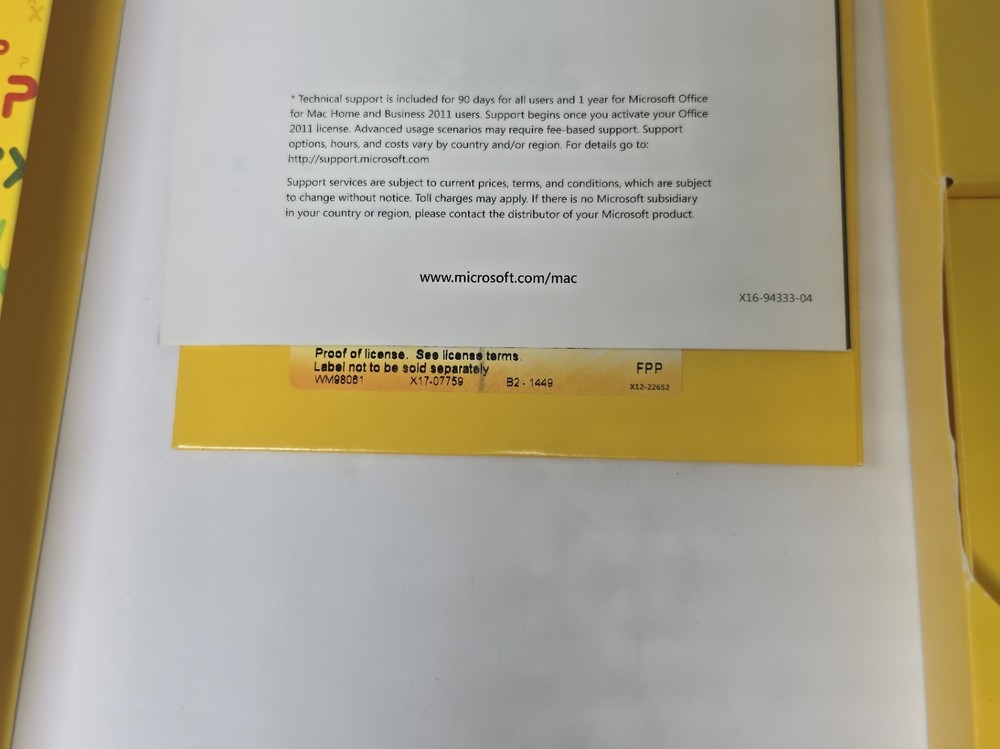 * Technical support is included for 90 days for all users and 1 year for Microsoft Office
for Mac Home and Business 2011 users. Support begins once you activate your Office
2011 license. Advanced usage scenarios may require fee-based support. Support
options, hours, and costs vary by country and/or region. For details go to:
http://support.microsoft.com
Support services are subject to current prices, terms, and conditions, which are subject
to change without notice. Toll charges may apply. If there is no Microsoft subsidiary
in your country or region, please contact the distributor of your Microsoft product.
www.microsoft.com/mac
X16-94333-04
Proof of license. See license terms.
Label not to be sold separately
FPP
WM98061 X17-07759 B2 - 1449
X12-22652